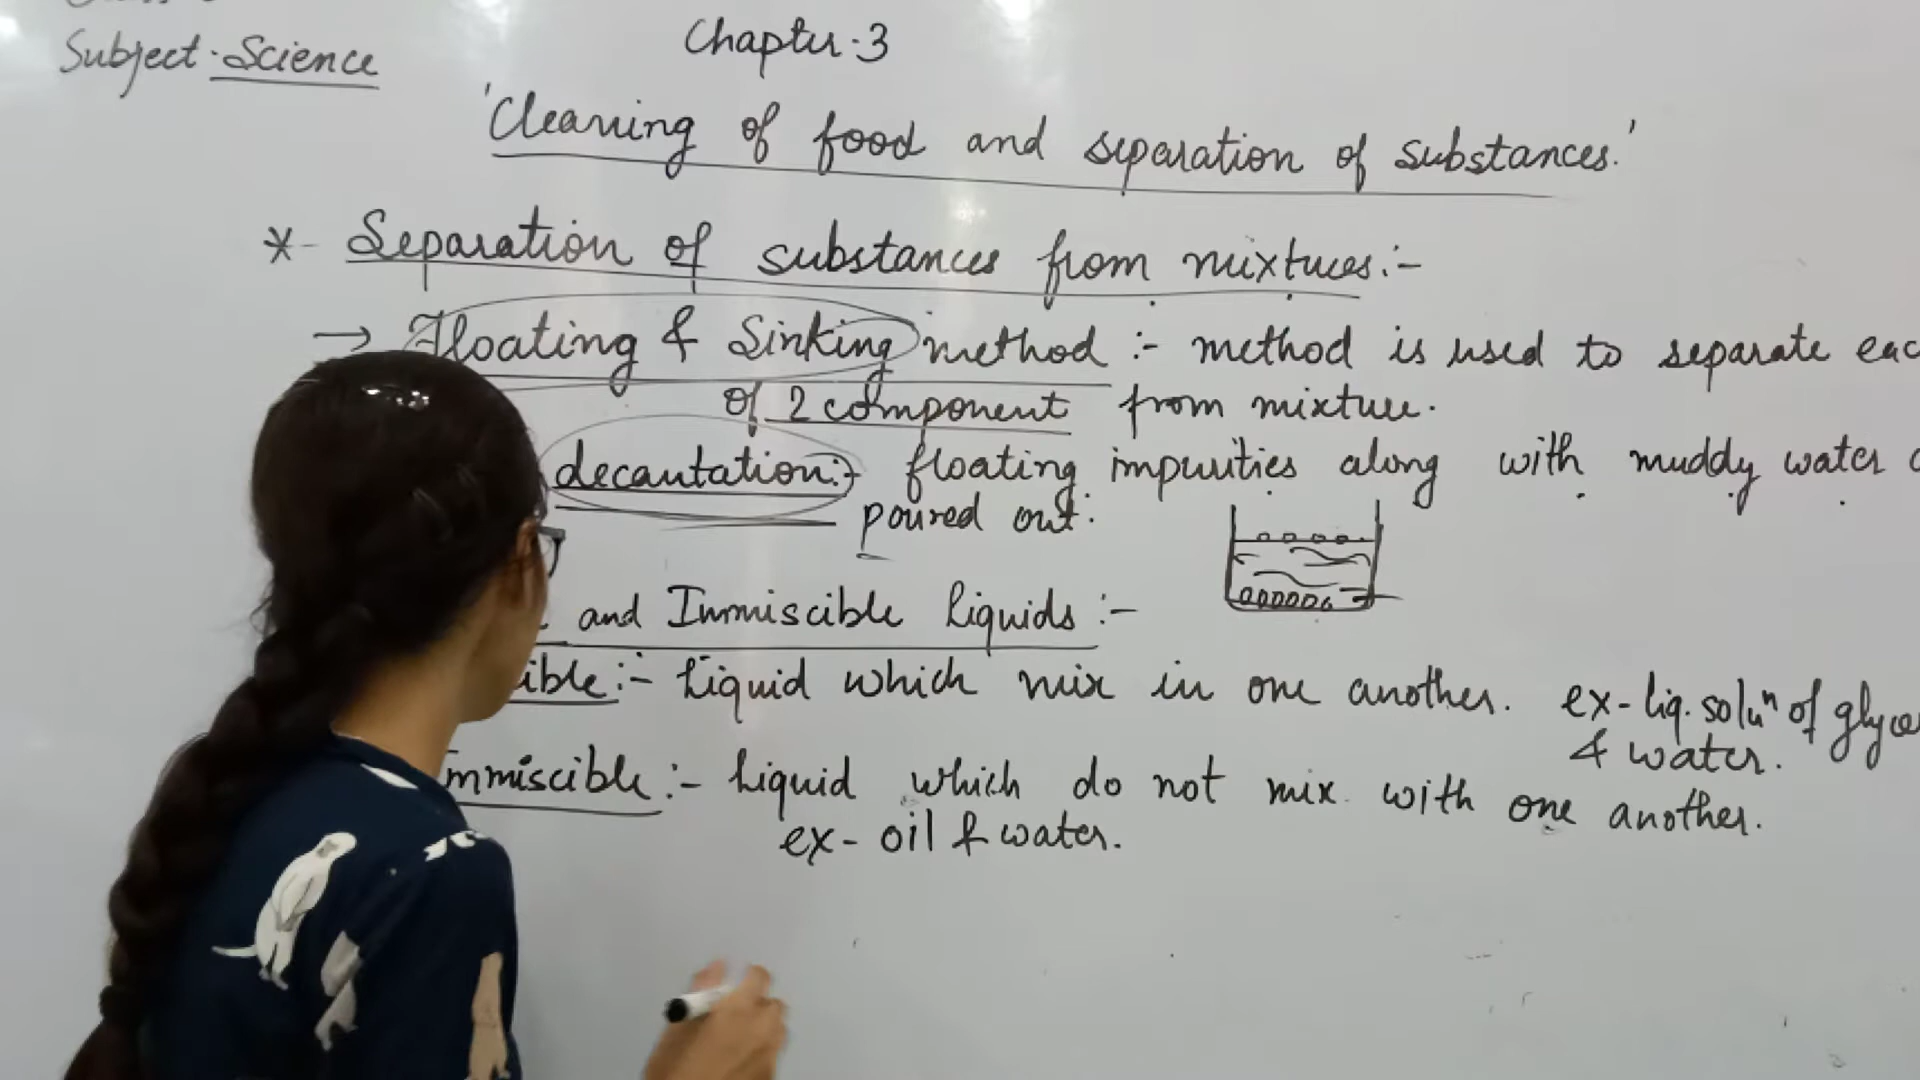 Subject. Science
Chapter. 3
'Cleaning of food and separation of substances.'
* Separation of substances from mixtures :-
→ Floating & Sinking method :- method is used to separate eac
of 2 component from mixture.
decantation :- floating impurities along with muddy water
poured out.
and Immiscible liquids :-
ible :- liquid which mix in one another. ex - liq. soluⁿ of glyce
& water.
Immiscible :- liquid which do not mix with one another.
ex - oil & water.